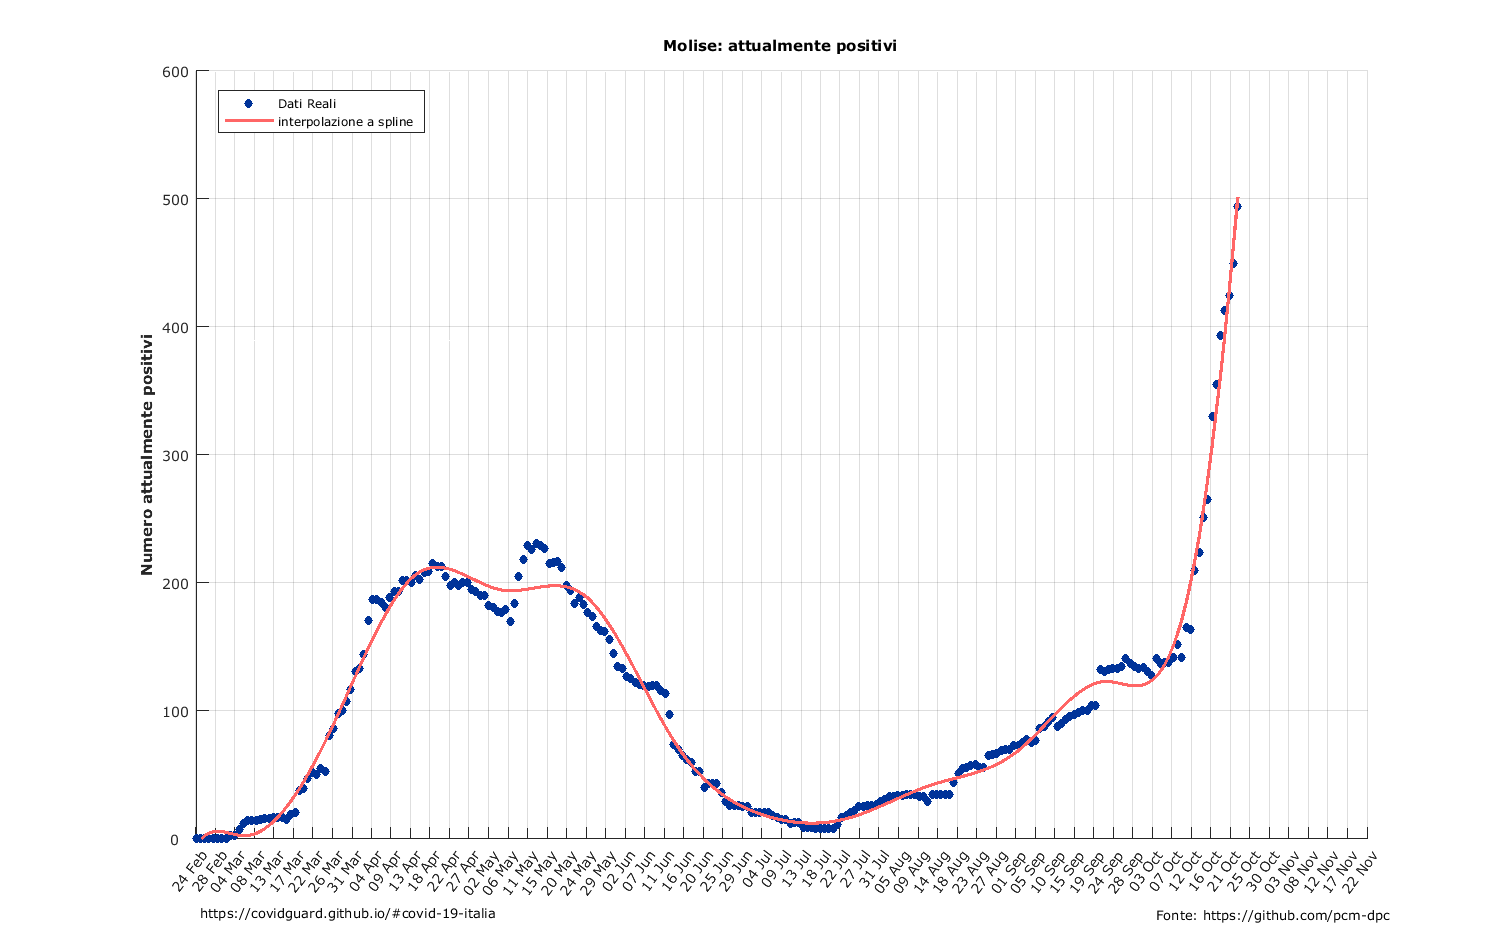 Molise: attualmente positivi
600
Dati Reali
interpolazione a spline
500
400
300
200
100
0
Numero attualmente positivi
24 Feb
28 Feb
04 Mar
08 Mar
13 Mar
17 Mar
22 Mar
26 Mar
31 Mar
04 Apr
09 Apr
13 Apr
18 Apr
22 Apr
27 Apr
02 May
06 May
11 May
15 May
20 May
24 May
29 May
02 Jun
07 Jun
11 Jun
16 Jun
20 Jun
25 Jun
29 Jun
04 Jul
09 Jul
13 Jul
18 Jul
22 Jul
27 Jul
31 Jul
05 Aug
09 Aug
14 Aug
18 Aug
23 Aug
27 Aug
01 Sep
05 Sep
10 Sep
15 Sep
19 Sep
24 Sep
28 Sep
03 Oct
07 Oct
12 Oct
16 Oct
21 Oct
25 Oct
30 Oct
03 Nov
08 Nov
12 Nov
17 Nov
22 Nov
https://covidguard.github.io/#covid-19-italia
Fonte: https://github.com/pcm-dpc